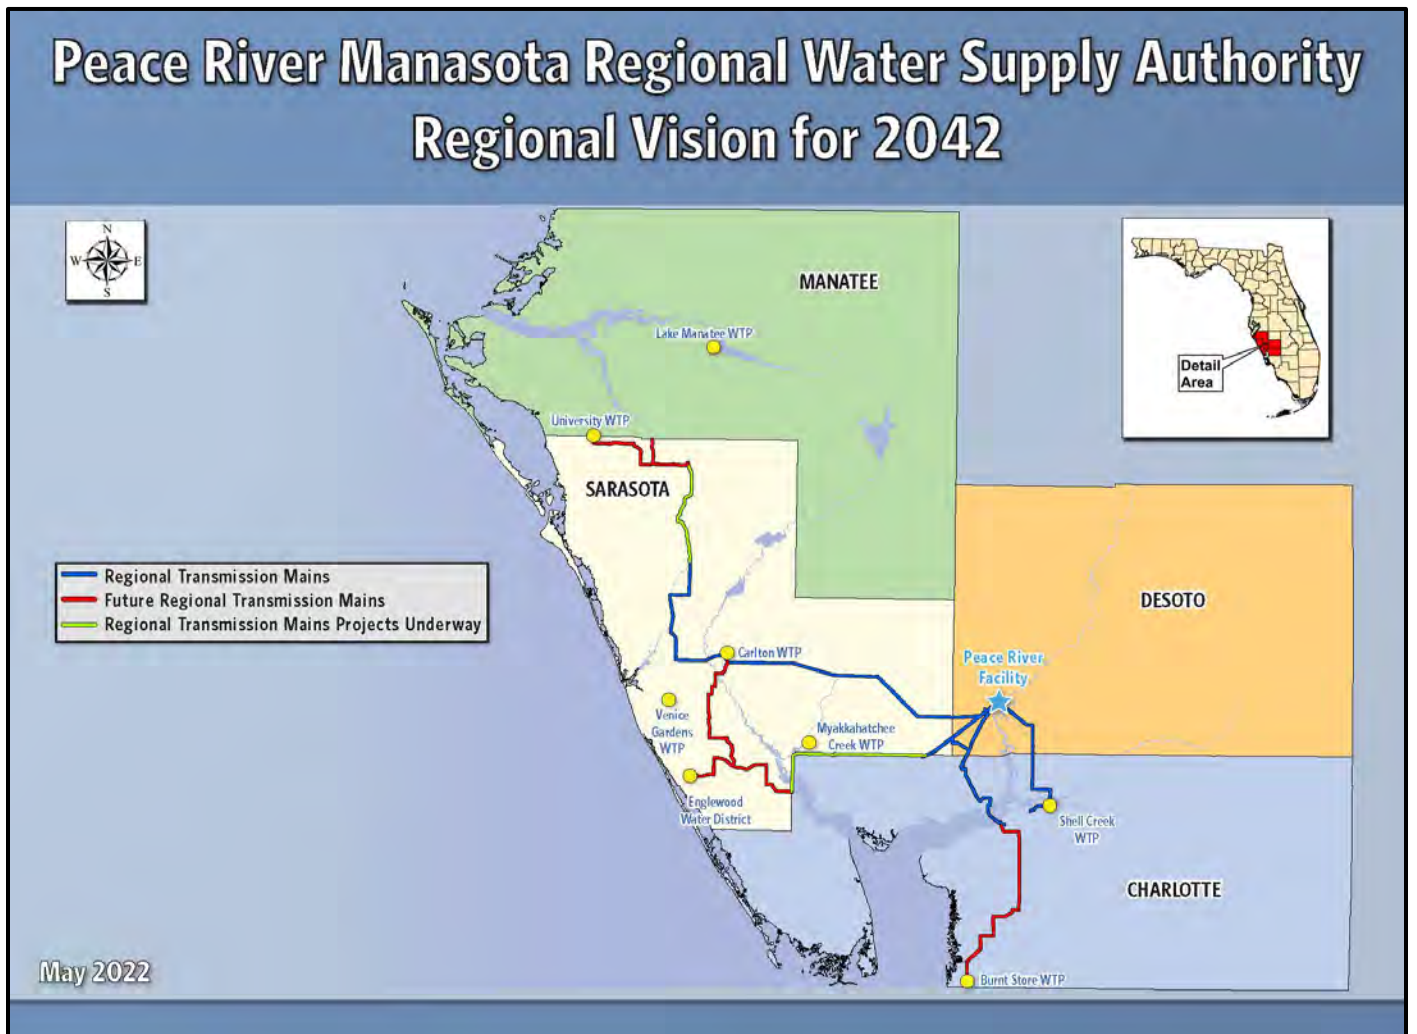 Peace River Manasota Regional Water Supply Authority
Regional Vision for 2042
N
W
E
S
MANATEE
Lake Manatee WTP
Detail
Area
University WTP
SARASOTA
Regional Transmission Mains
Future Regional Transmission Mains
Regional Transmission Mains Projects Underway
DESOTO
Carlton WTP
Peace River
Facility
Venice
Gardens
WTP
Myakkahatchee
Creek WTP
Englewood
Water District
Shell Creek
WTP
CHARLOTTE
May 2022
Burnt Store WTP